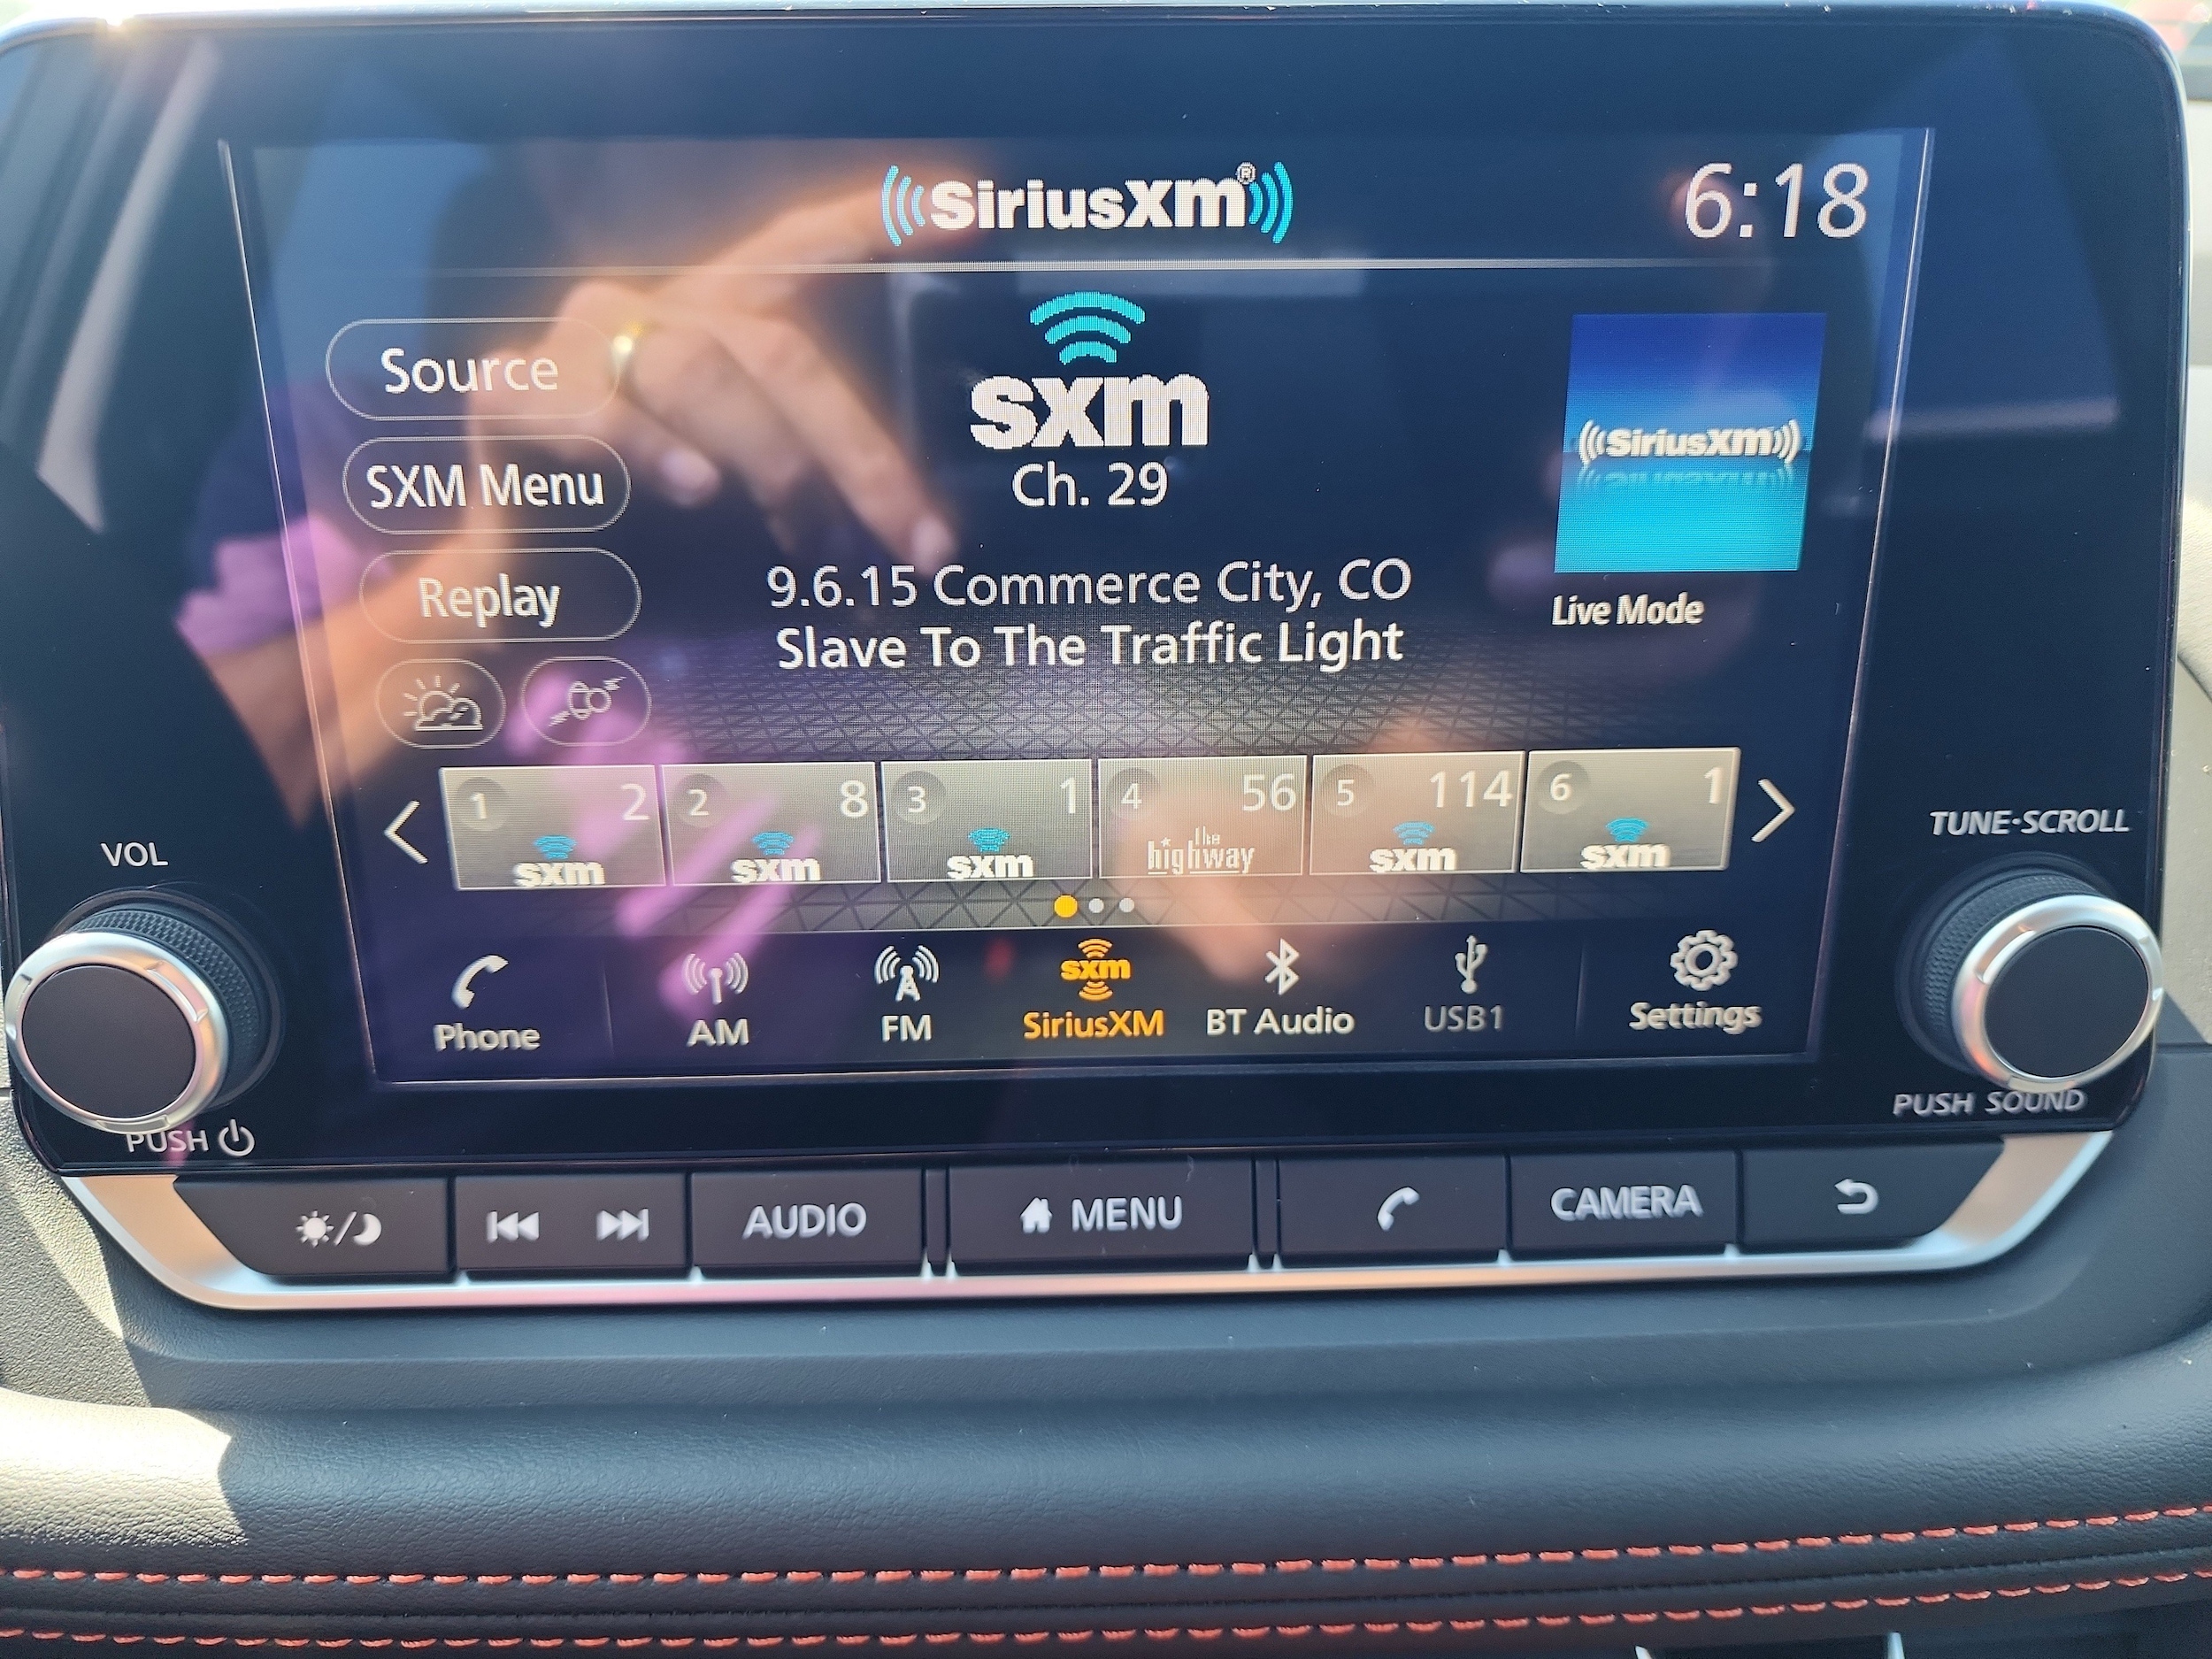 SiriusXM®
6:18
Source
sxm
SXM Menu
Ch. 29
SiriusXM
Replay
9.6.15 Commerce City, CO
Slave To The Traffic Light
Live Mode
1 2 sxm
2 8 sxm
3 1 sxm
4 56 the highway
5 114 sxm
6 1 sxm
VOL
TUNE·SCROLL
Phone
AM
FM
sxm
SiriusXM
BT Audio
USB1
Settings
PUSH
PUSH SOUND
AUDIO
MENU
CAMERA